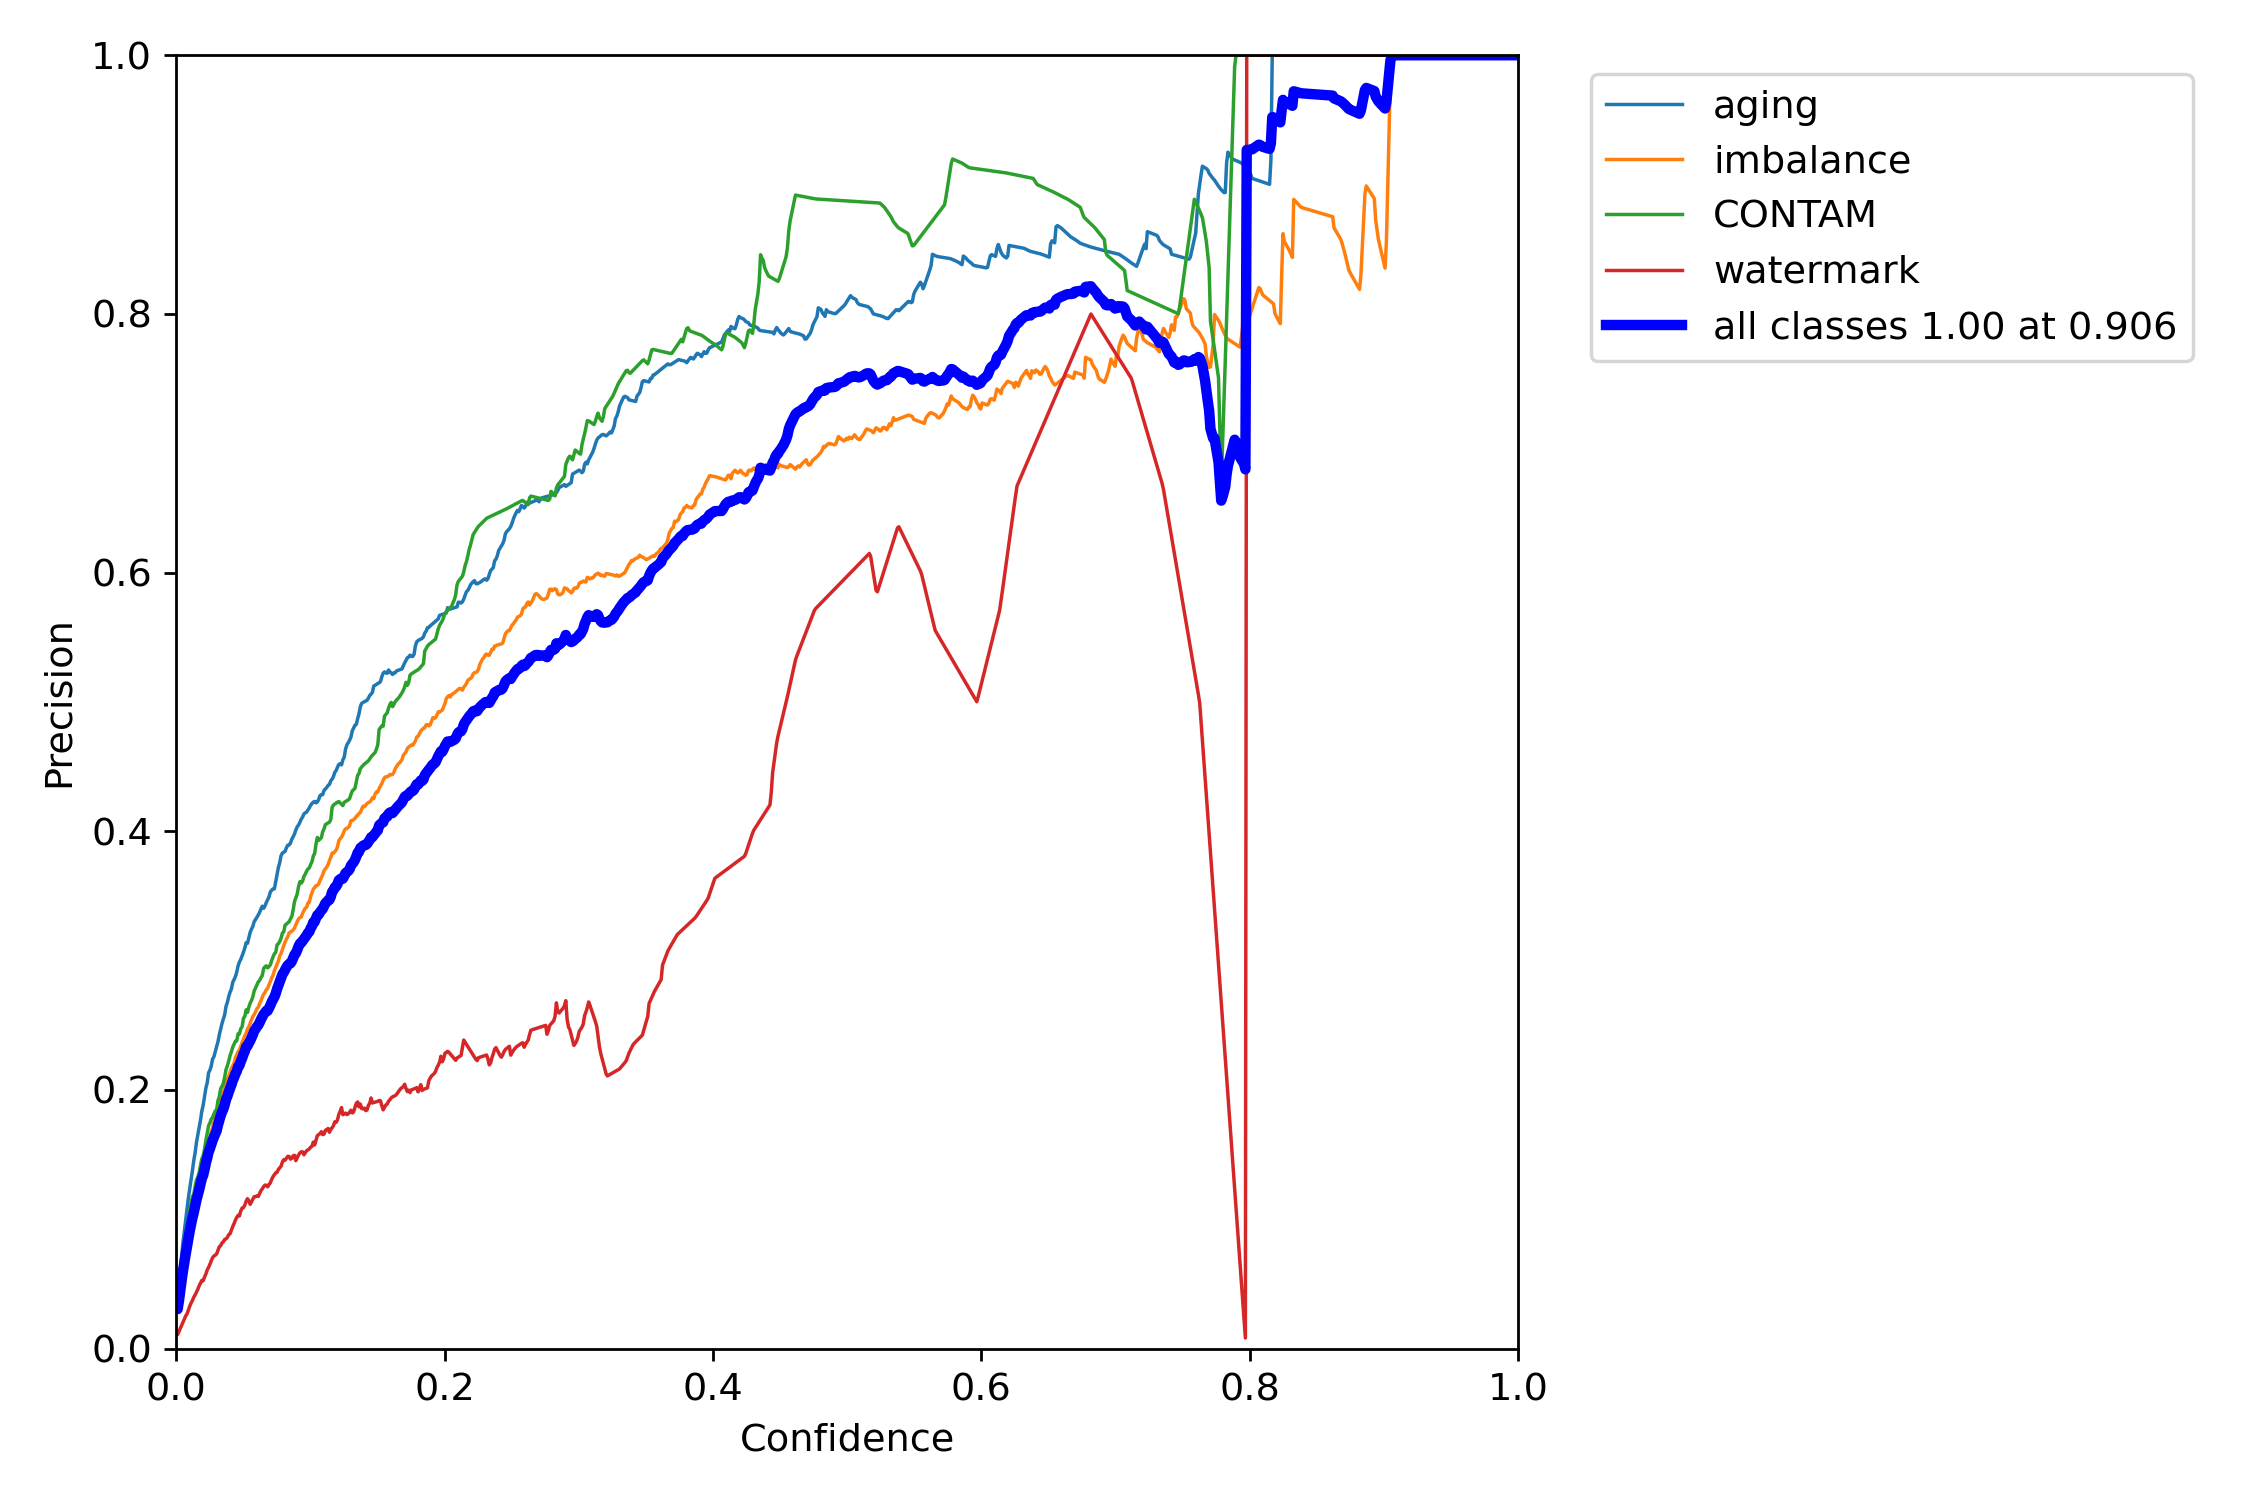 1.0
0.8
0.6
0.4
0.2
0.0
Precision
0.0 0.2 0.4 0.6 0.8 1.0
Confidence
aging
imbalance
CONTAM
watermark
all classes 1.00 at 0.906